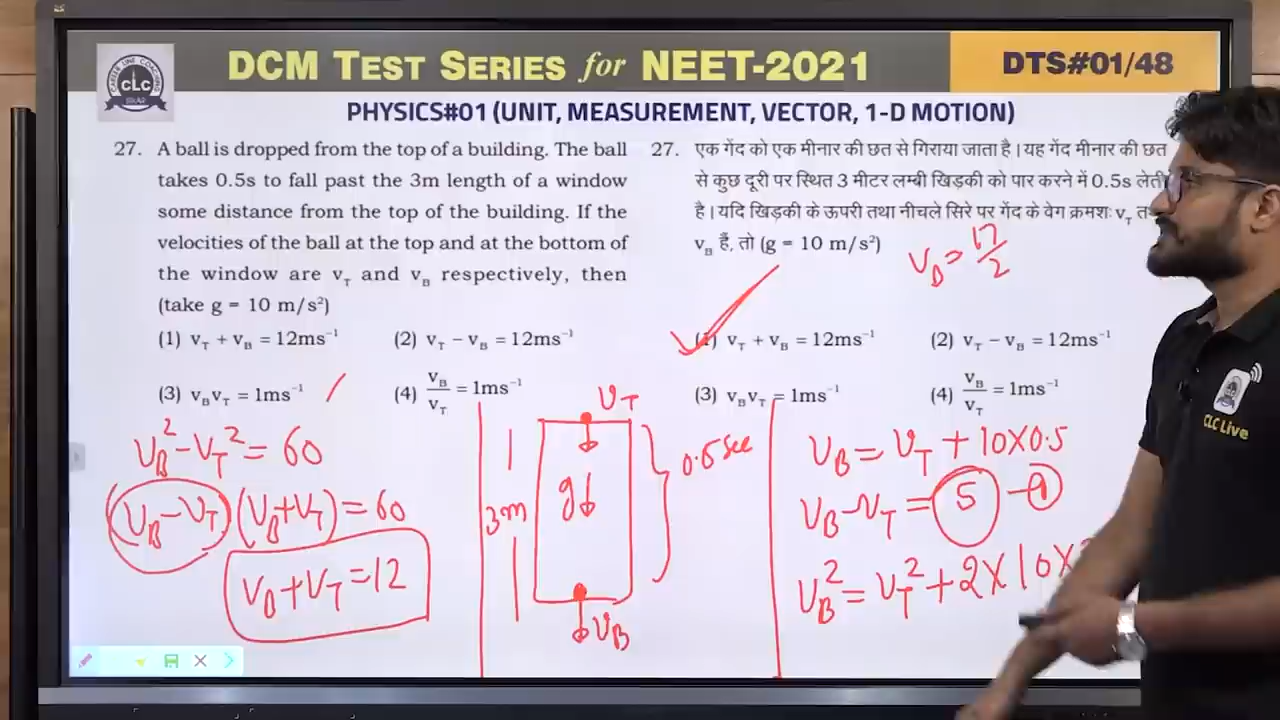 DCM TEST SERIES for NEET-2021
DTS#01/48
CLC
SIKAR
PHYSICS#01 (UNIT, MEASUREMENT, VECTOR, 1-D MOTION)
27. A ball is dropped from the top of a building. The ball
takes 0.5s to fall past the 3m length of a window
some distance from the top of the building. If the
velocities of the ball at the top and at the bottom of
the window are v_T and v_B respectively, then
(take g = 10 m/s²)
(1) v_T + v_B = 12ms⁻¹ (2) v_T − v_B = 12ms⁻¹
(3) v_B v_T = 1ms⁻¹ (4) v_B/v_T = 1ms⁻¹
27. एक गेंद को एक मीनार की छत से गिराया जाता है। यह गेंद मीनार की छत
से कुछ दूरी पर स्थित 3 मीटर लम्बी खिड़की को पार करने में 0.5s लेती
है। यदि खिड़की के ऊपरी तथा नीचले सिरे पर गेंद के वेग क्रमशः v_T
v_B हैं, तो (g = 10 m/s²)
(1) v_T + v_B = 12ms⁻¹ (2) v_T − v_B = 12ms⁻¹
(3) v_B v_T = 1ms⁻¹ (4) v_B/v_T = 1ms⁻¹
v_B = 17/2
v_B² − v_T² = 60
(v_B − v_T) (v_B + v_T) = 60
v_B + v_T = 12
v_T
g↓
3m
0.5 sec
v_B
v_B = v_T + 10×0.5
v_B − v_T = 5 – ①
v_B² = v_T² + 2×10×
CLC Live